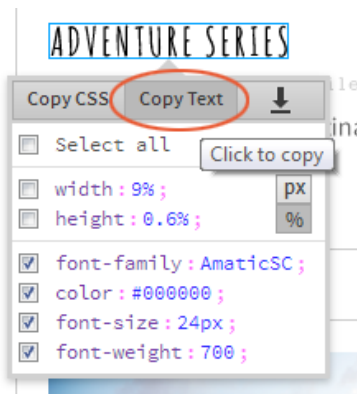 ADVENTURE SERIES
Copy CSS Copy Text
Select all
Click to copy
width:9%; px
height:0.6%; %
font-family:AmaticSC;
color:#000000;
font-size:24px;
font-weight:700;